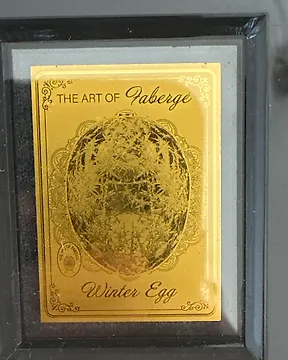 THE ART OF Faberge
Winter Egg